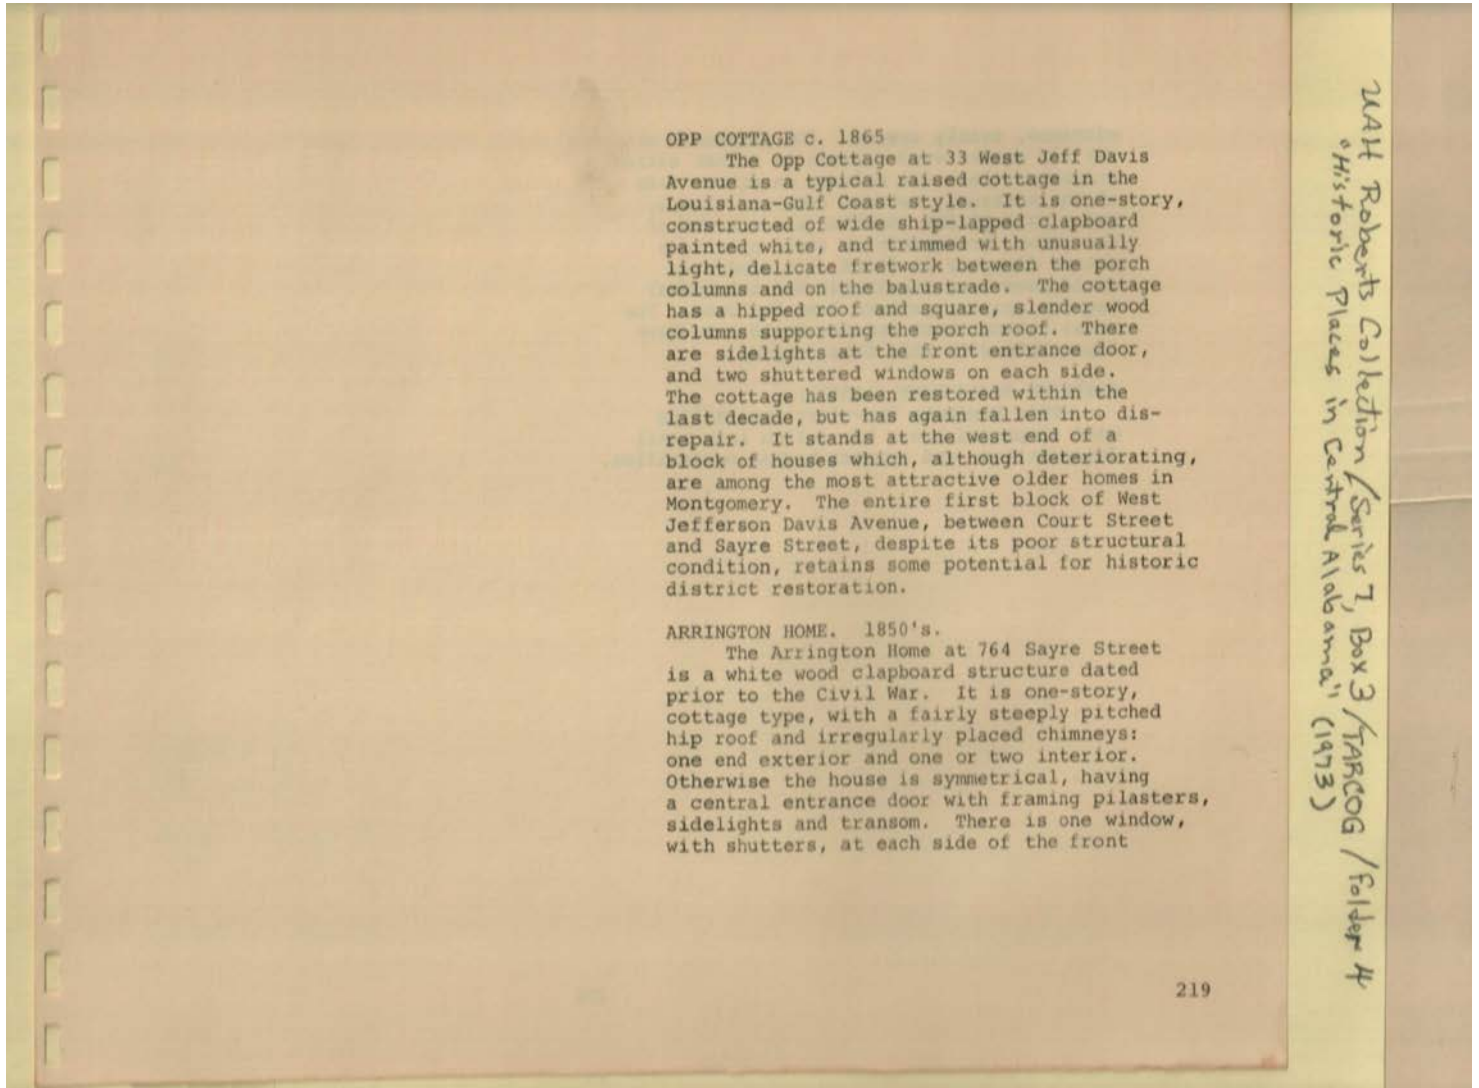 OPP COTTAGE c. 1865
The Opp Cottage at 33 West Jeff Davis
Avenue is a typical raised cottage in the
Louisiana-Gulf Coast style. It is one-story,
constructed of wide ship-lapped clapboard
painted white, and trimmed with unusually
light, delicate fretwork between the porch
columns and on the balustrade. The cottage
has a hipped roof and square, slender wood
columns supporting the porch roof. There
are sidelights at the front entrance door,
and two shuttered windows on each side.
The cottage has been restored within the
last decade, but has again fallen into dis-
repair. It stands at the west end of a
block of houses which, although deteriorating,
are among the most attractive older homes in
Montgomery. The entire first block of West
Jefferson Davis Avenue, between Court Street
and Sayre Street, despite its poor structural
condition, retains some potential for historic
district restoration.
ARRINGTON HOME. 1850's.
The Arrington Home at 764 Sayre Street
is a white wood clapboard structure dated
prior to the Civil War. It is one-story,
cottage type, with a fairly steeply pitched
hip roof and irregularly placed chimneys:
one end exterior and one or two interior.
Otherwise the house is symmetrical, having
a central entrance door with framing pilasters,
sidelights and transom. There is one window,
with shutters, at each side of the front
219
UAH Roberts Collection/Series 7, Box 3/TARCOG/Folder 4
"Historic Places in Central Alabama" (1973)